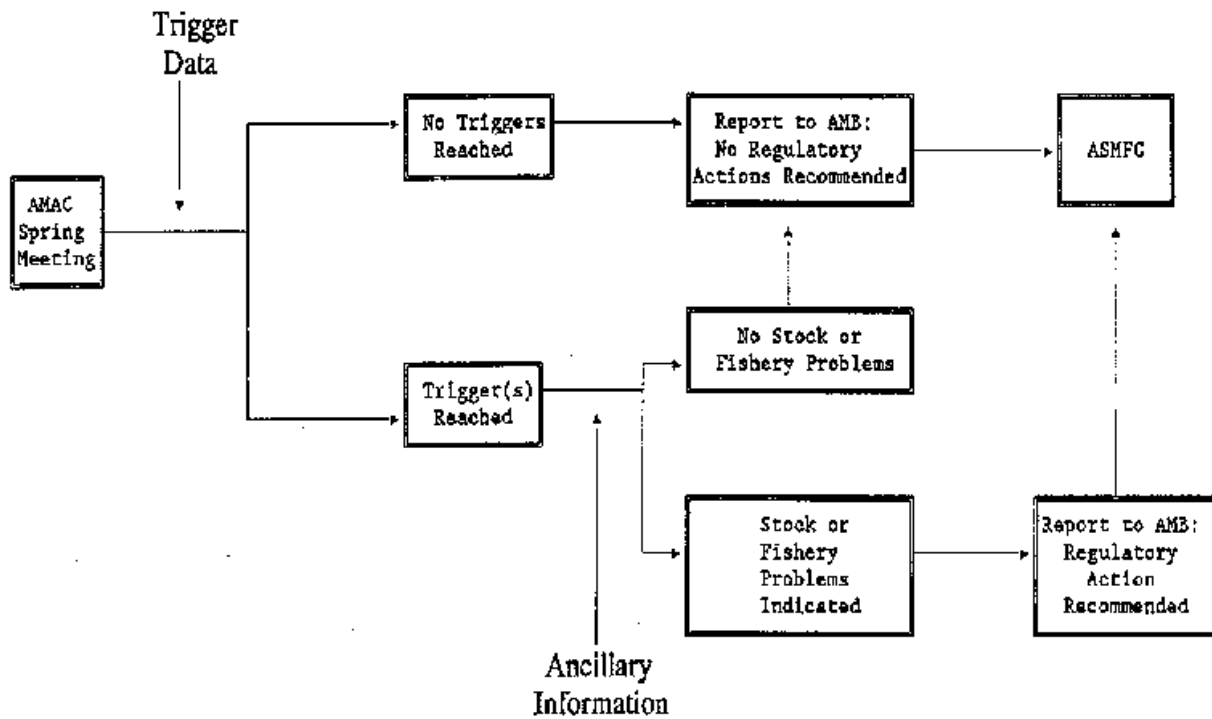 Trigger
Data
No Triggers
Reached
Report to AMB:
No Regulatory
Actions Recommended
ASMFC
AMAC
Spring
Meeting
No Stock or
Fishery Problems
Trigger(s)
Reached
Stock or
Fishery
Problems
Indicated
Report to AMB:
Regulatory
Action
Recommended
Ancillary
Information